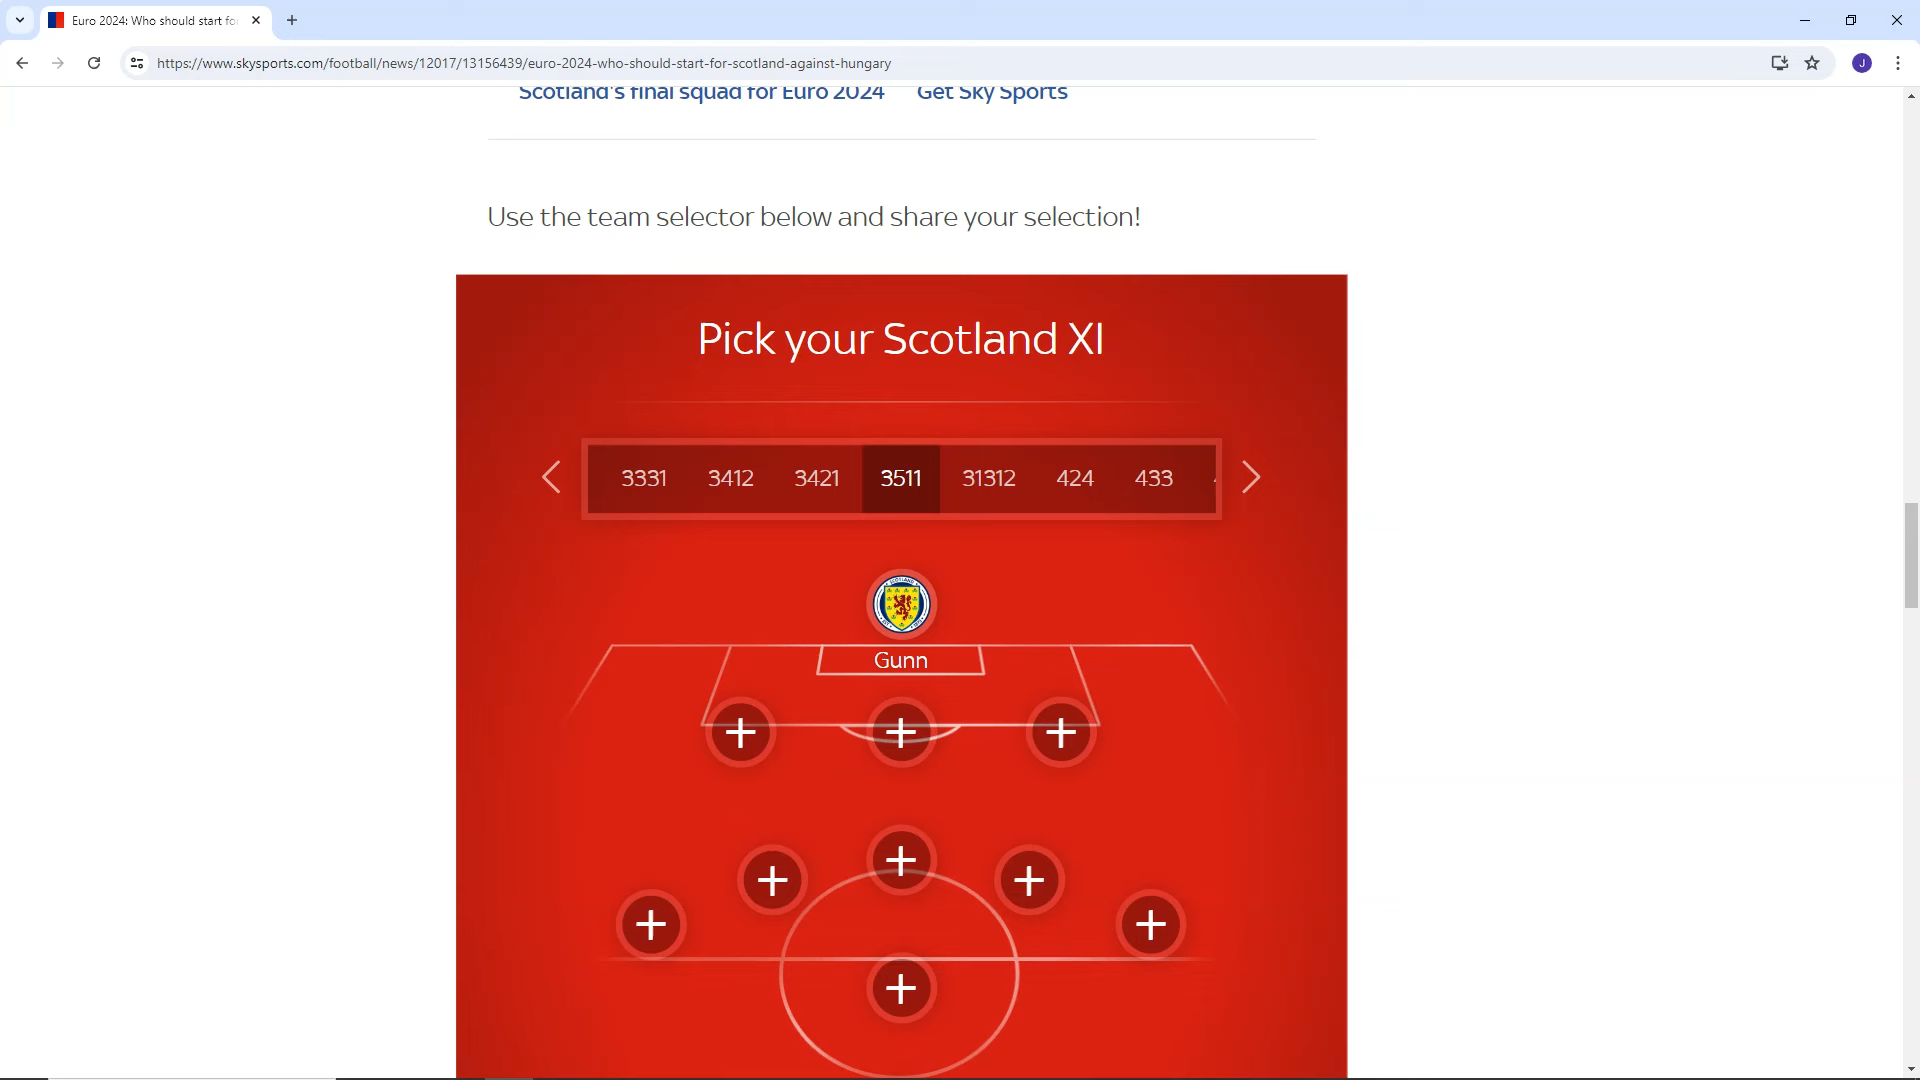 Euro 2024: Who should start fo
https://www.skysports.com/football/news/12017/13156439/euro-2024-who-should-start-for-scotland-against-hungary
J
Scotland's final squad for Euro 2024 Get Sky Sports
Use the team selector below and share your selection!
Pick your Scotland XI
3331 3412 3421 3511 31312 424 433
Gunn